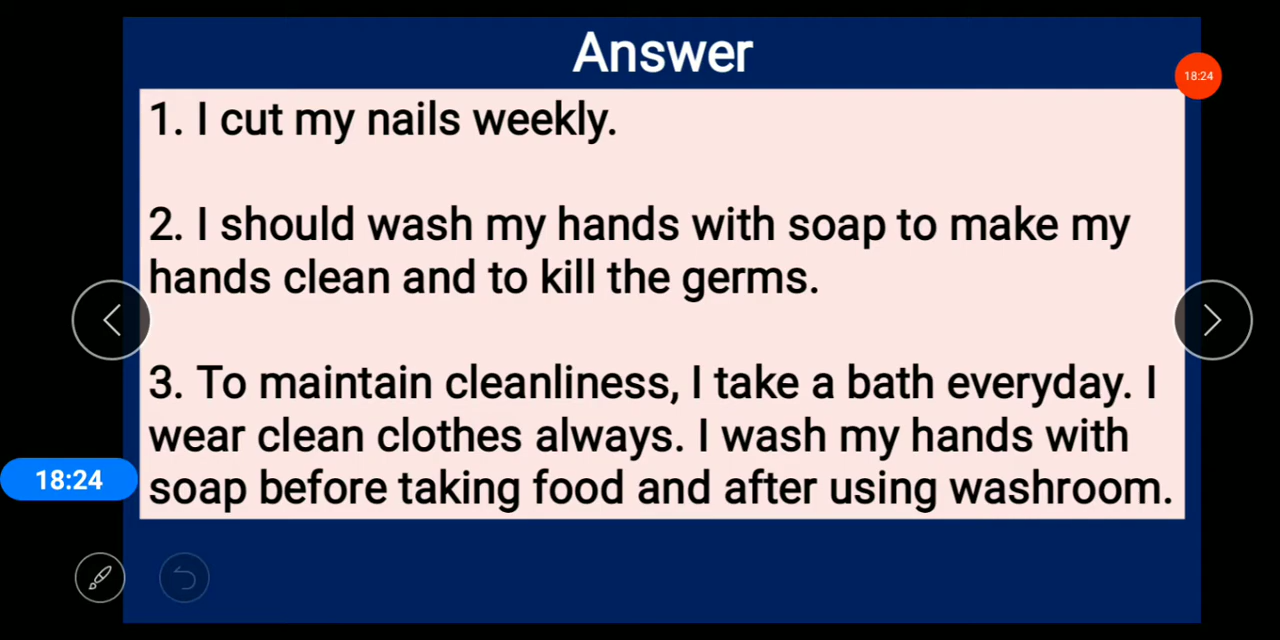 Answer
18:24
1. I cut my nails weekly.
2. I should wash my hands with soap to make my
hands clean and to kill the germs.
3. To maintain cleanliness, I take a bath everyday. I
wear clean clothes always. I wash my hands with
18:24
soap before taking food and after using washroom.